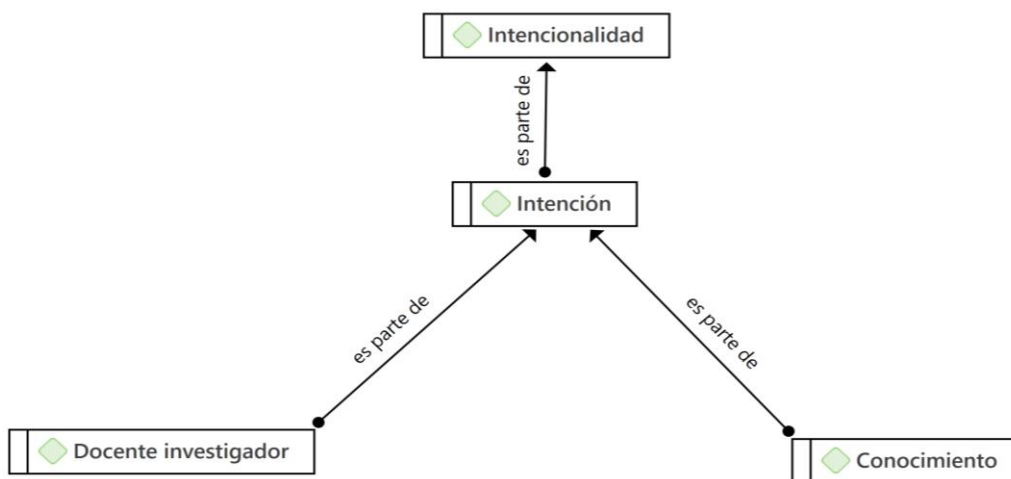 Intencionalidad
es parte de
Intención
es parte de
es parte de
Docente investigador
Conocimiento